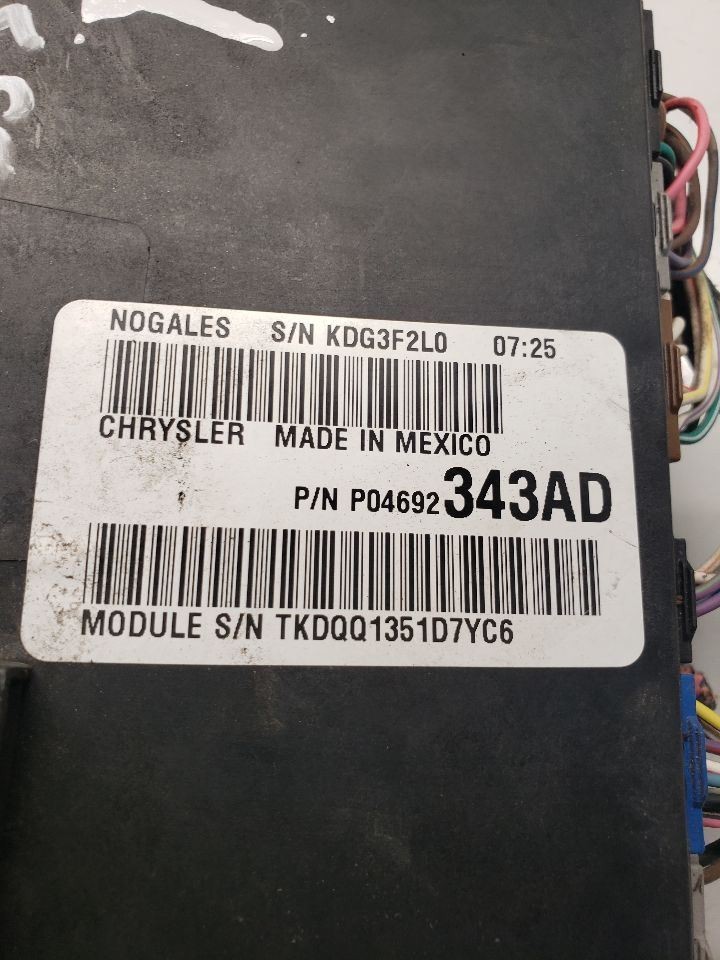 NOGALES S/N KDG3F2L0 07:25
CHRYSLER MADE IN MEXICO
P/N P04692343AD
MODULE S/N TKDQQ1351D7YC6